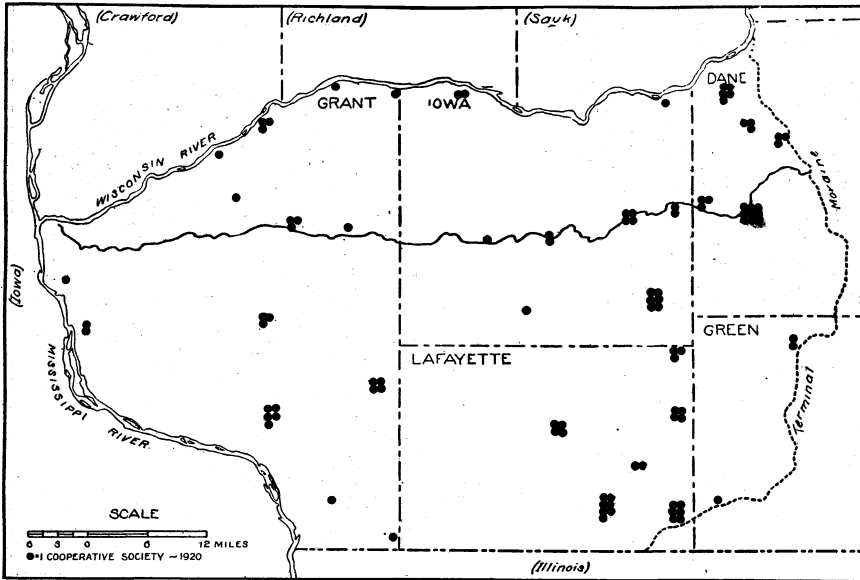 (Crawford)
(Richland)
(Sauk)
DANE
GRANT
IOWA
WISCONSIN RIVER
Moraine
(Iowa)
MISSISSIPPI
RIVER
LAFAYETTE
GREEN
Terminal
SCALE
6 3 0 6 12 MILES
●=1 COOPERATIVE SOCIETY ~ 1920
(Illinois)